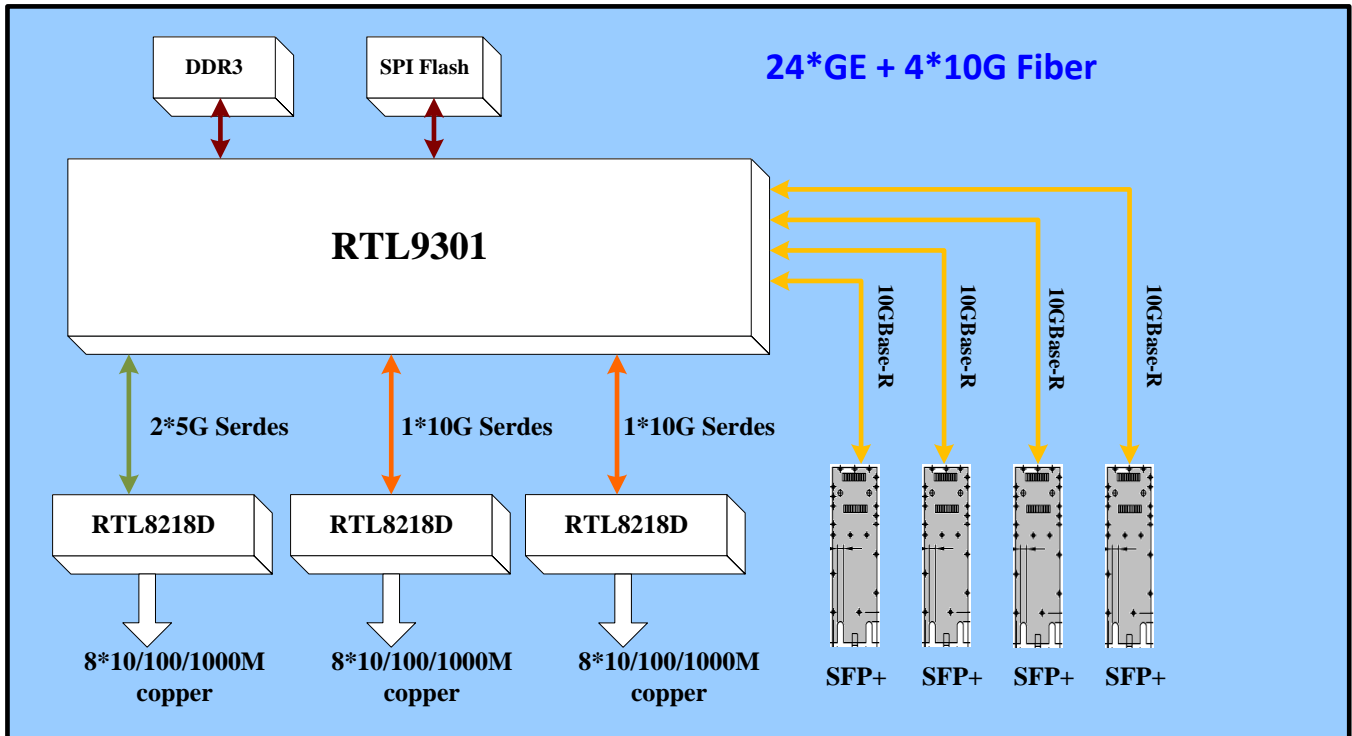 24*GE + 4*10G Fiber
DDR3
SPI Flash
RTL9301
10GBase-R
10GBase-R
10GBase-R
10GBase-R
2*5G Serdes
1*10G Serdes
1*10G Serdes
RTL8218D
RTL8218D
RTL8218D
8*10/100/1000M
copper
8*10/100/1000M
copper
8*10/100/1000M
copper
SFP+
SFP+
SFP+
SFP+